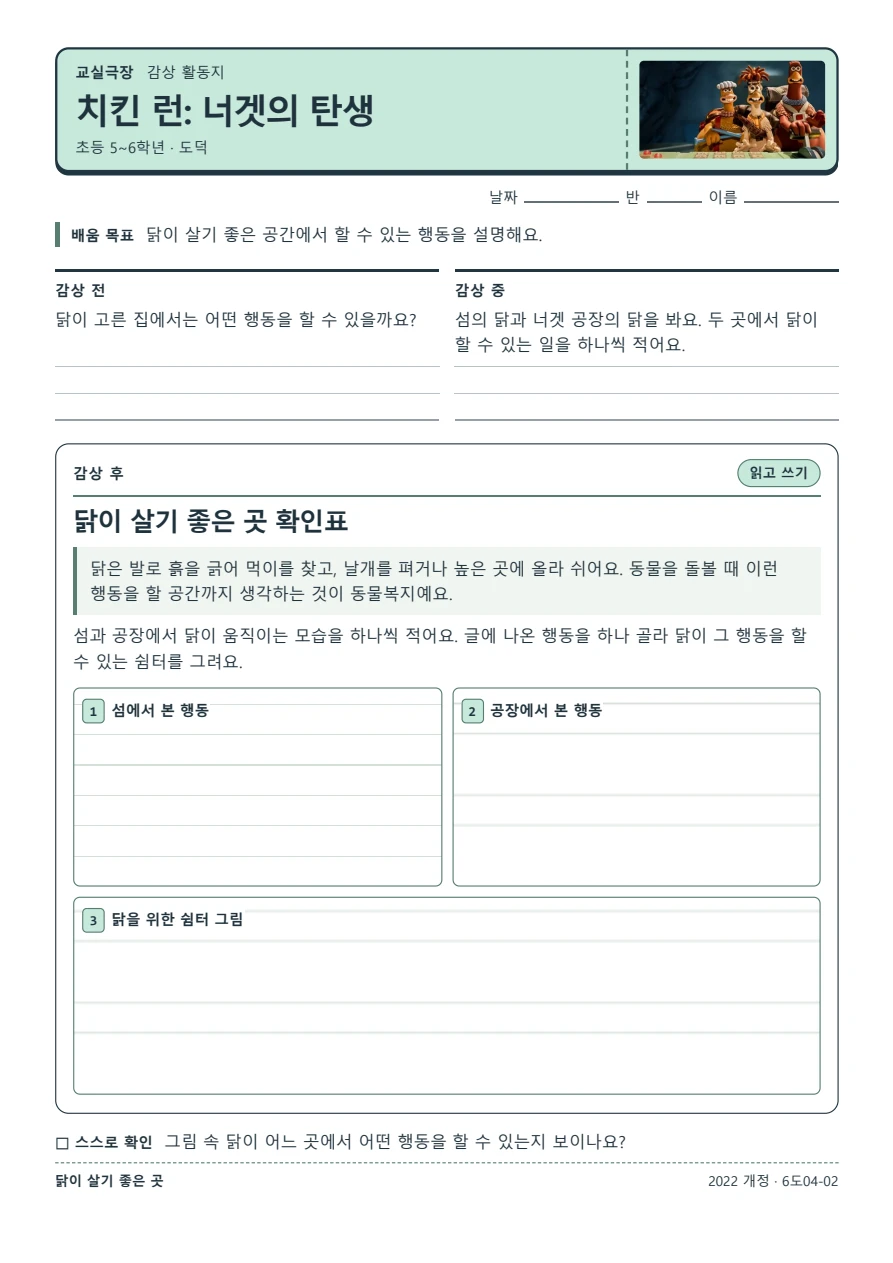 교실극장 감상 활동지
치킨 런: 너겟의 탄생
초등 5~6학년 · 도덕
날짜 반 이름
배움 목표 닭이 살기 좋은 공간에서 할 수 있는 행동을 설명해요.
감상 전
닭이 고른 집에서는 어떤 행동을 할 수 있을까요?
감상 중
섬의 닭과 너겟 공장의 닭을 봐요. 두 곳에서 닭이
할 수 있는 일을 하나씩 적어요.
감상 후
읽고 쓰기
닭이 살기 좋은 곳 확인표
닭은 발로 흙을 긁어 먹이를 찾고, 날개를 펴거나 높은 곳에 올라 쉬어요. 동물을 돌볼 때 이런
행동을 할 공간까지 생각하는 것이 동물복지예요.
섬과 공장에서 닭이 움직이는 모습을 하나씩 적어요. 글에 나온 행동을 하나 골라 닭이 그 행동을 할
수 있는 쉼터를 그려요.
1 섬에서 본 행동
2 공장에서 본 행동
3 닭을 위한 쉼터 그림
□ 스스로 확인 그림 속 닭이 어느 곳에서 어떤 행동을 할 수 있는지 보이나요?
닭이 살기 좋은 곳
2022 개정 · 6도04-02